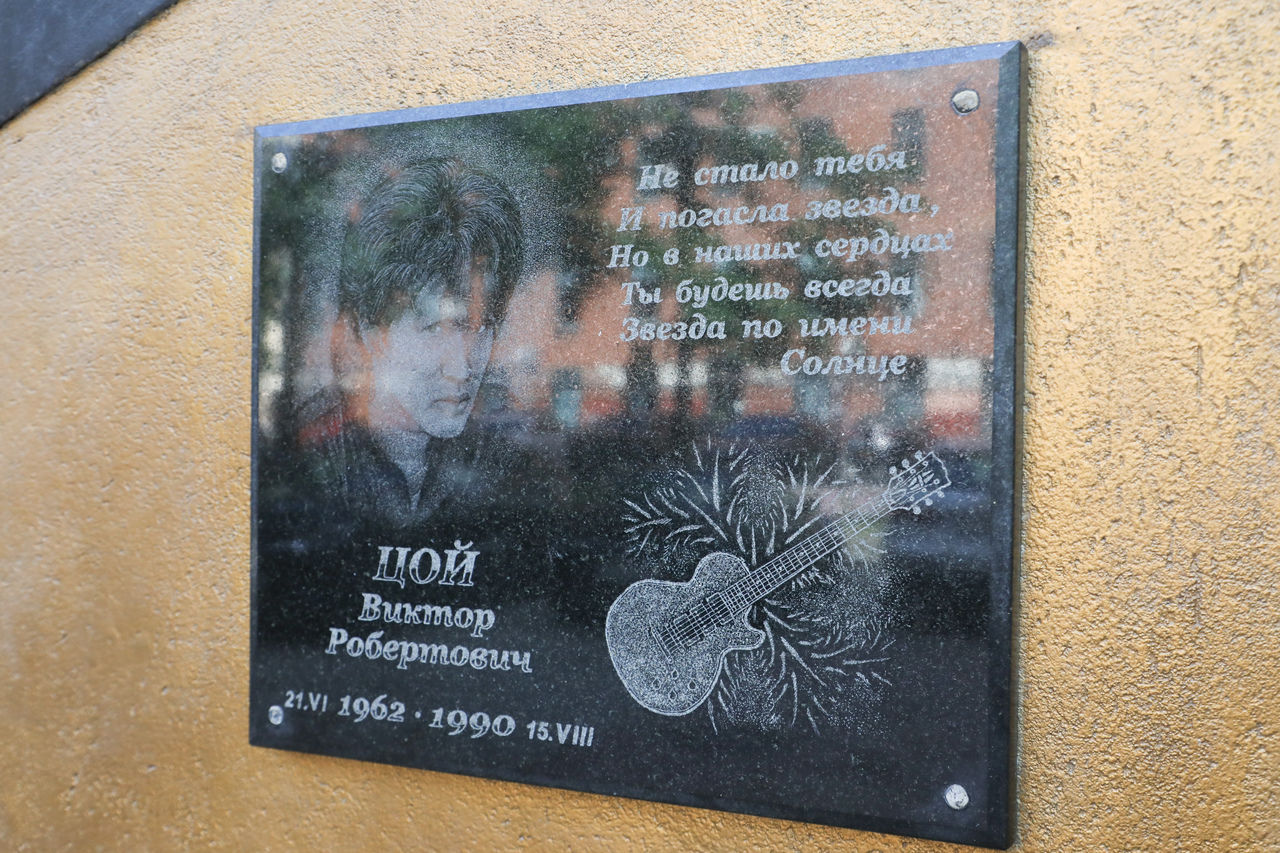 Не стало тебя
И погасла звезда,
Но в наших сердцах
Ты будешь всегда
Звезда по имени
Солнце
ЦОЙ
Виктор
Робертович
21.VI 1962 · 1990 15.VIII